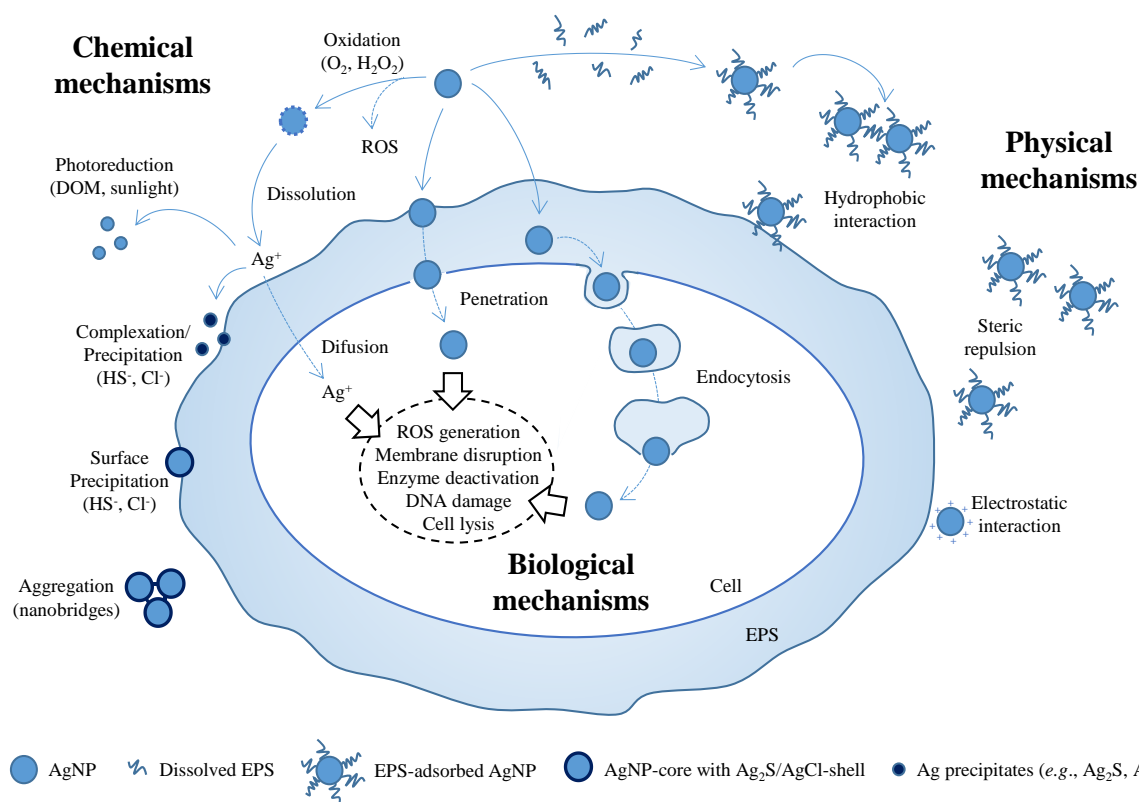 Chemical
mechanisms
Oxidation
(O₂, H₂O₂)
ROS
Photoreduction
(DOM, sunlight)
Dissolution
Ag⁺
Complexation/
Precipitation
(HS⁻, Cl⁻)
Difusion
Ag⁺
Penetration
Endocytosis
Surface
Precipitation
(HS⁻, Cl⁻)
Aggregation
(nanobridges)
ROS generation
Membrane disruption
Enzyme deactivation
DNA damage
Cell lysis
Biological
mechanisms
Cell
EPS
Physical
mechanisms
Hydrophobic
interaction
Steric
repulsion
Electrostatic
interaction
+ + + + + + + +
AgNP
Dissolved EPS
EPS-adsorbed AgNP
AgNP-core with Ag₂S/AgCl-shell
Ag precipitates (e.g., Ag₂S, A